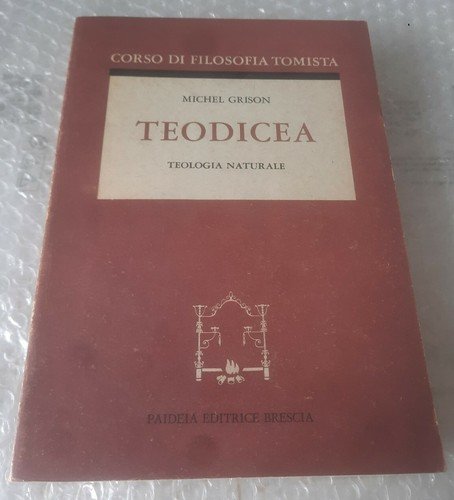 CORSO DI FILOSOFIA TOMISTA
MICHEL GRISON
TEODICEA
TEOLOGIA NATURALE
PAIDEIA EDITRICE BRESCIA